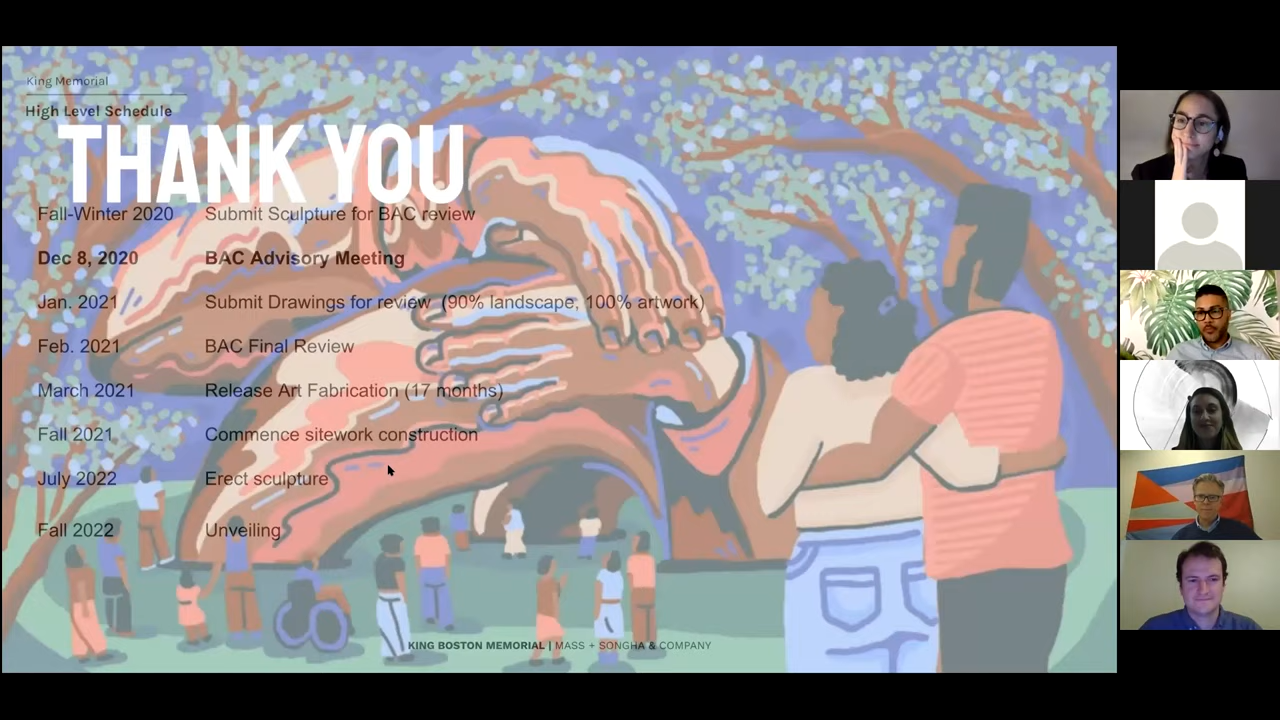 King Memorial
High Level Schedule
THANK YOU
Fall-Winter 2020 Submit Sculpture for BAC review
Dec 8, 2020 BAC Advisory Meeting
Jan. 2021 Submit Drawings for review (90% landscape, 100% artwork)
Feb. 2021 BAC Final Review
March 2021 Release Art Fabrication (17 months)
Fall 2021 Commence sitework construction
July 2022 Erect sculpture
Fall 2022 Unveiling
KING BOSTON MEMORIAL | MASS + SONGHA & COMPANY